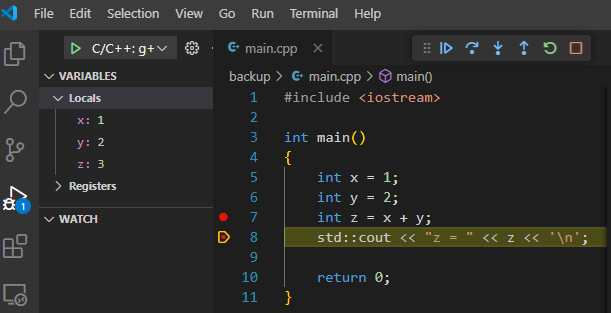 File Edit Selection View Go Run Terminal Help
C/C++: g+
main.cpp
VARIABLES
Locals
x: 1
y: 2
z: 3
Registers
WATCH
1
backup > main.cpp > main()
1 #include <iostream>
2
3 int main()
4 {
5 int x = 1;
6 int y = 2;
7 int z = x + y;
8 std::cout << "z = " << z << '\n';
9
10 return 0;
11 }